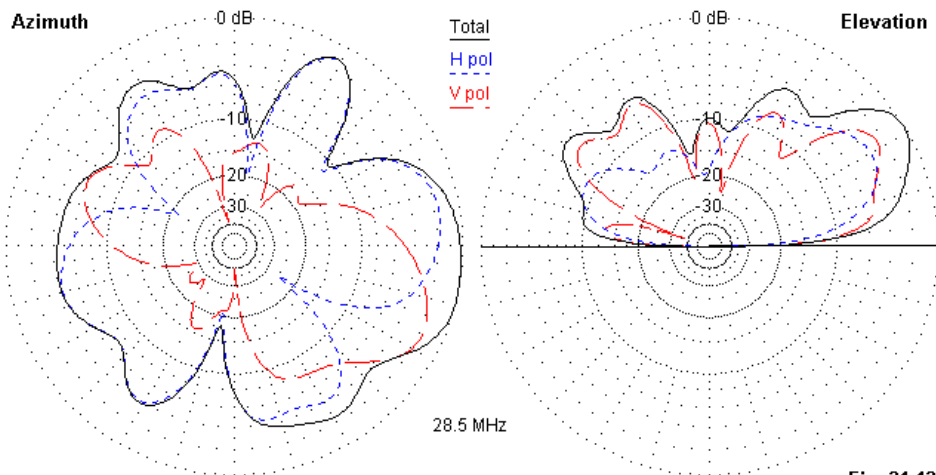 Azimuth
-0 dB
-10
-20
-30
Total
H pol
V pol
28.5 MHz
Elevation
-0 dB
-10
-20
-30